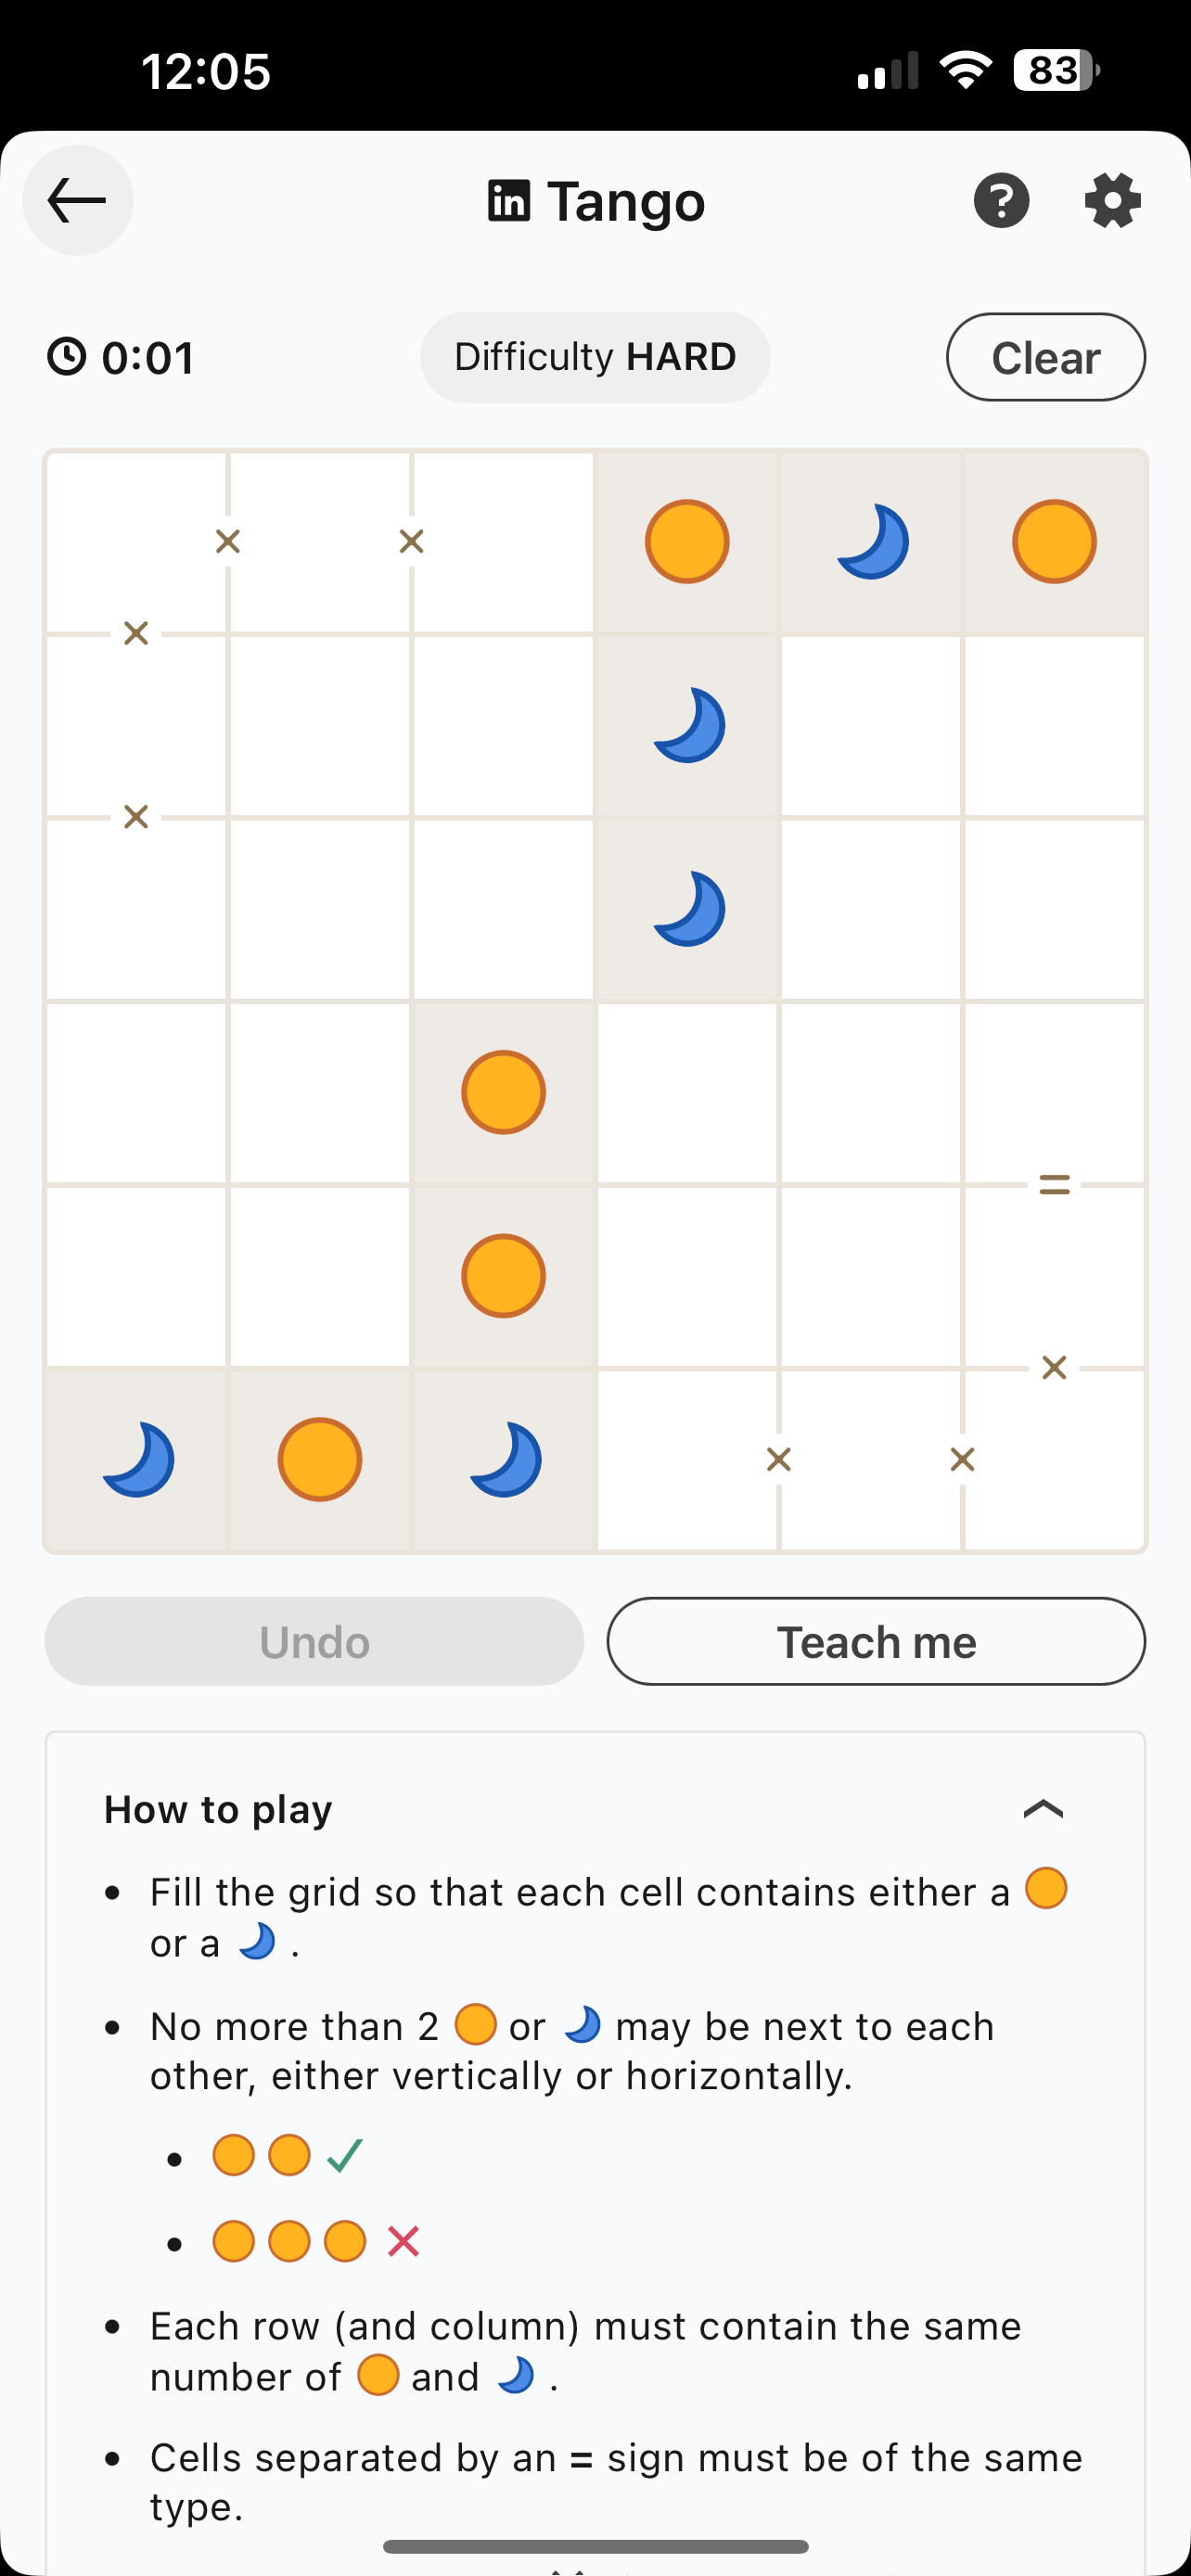 12:05
83
in Tango
?
0:01
Difficulty HARD
Clear
×
×
×
×
=
×
×
×
Undo
Teach me
How to play
Fill the grid so that each cell contains either a
or a .
No more than 2 or may be next to each
other, either vertically or horizontally.
Each row (and column) must contain the same
number of and .
Cells separated by an = sign must be of the same
type.